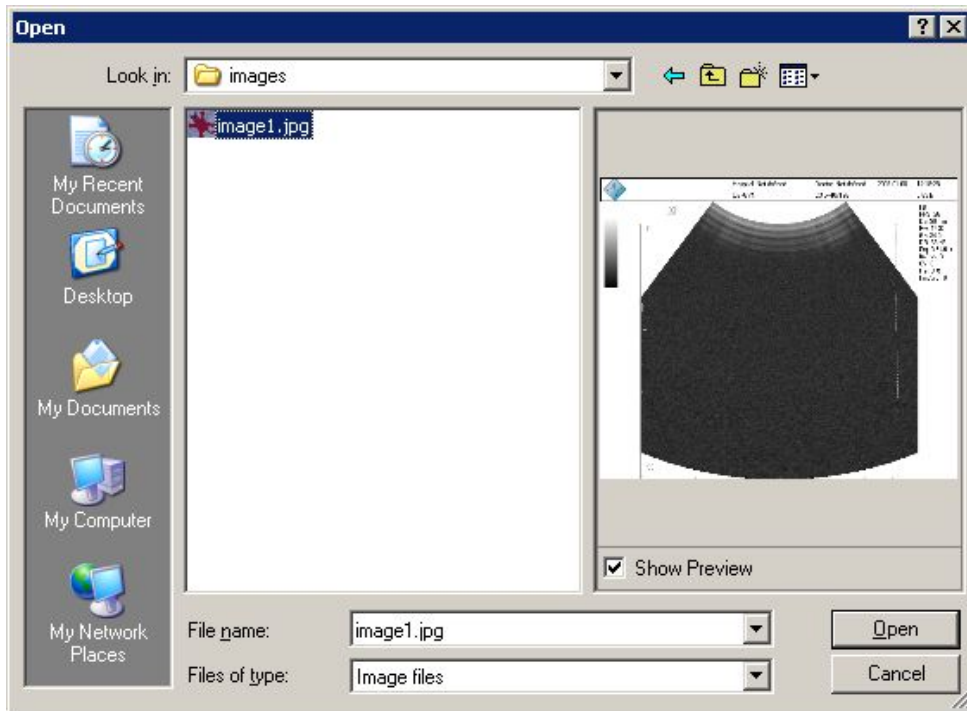 Open
Look in:
images
image1.jpg
My Recent
Documents
Desktop
My Documents
My Computer
My Network
Places
Show Preview
File name:
image1.jpg
Open
Files of type:
Image files
Cancel